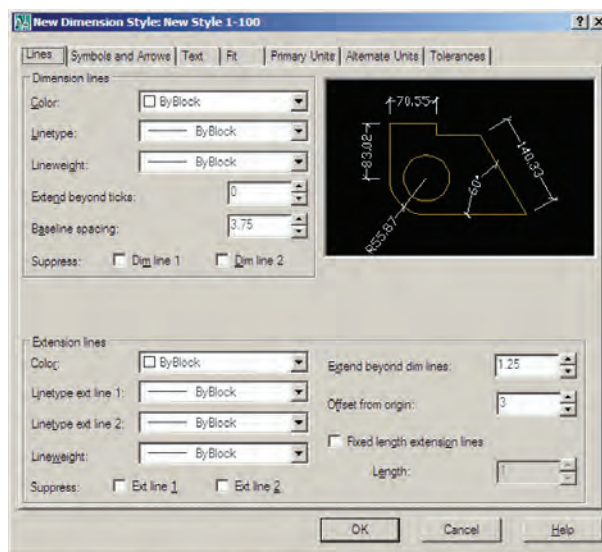 New Dimension Style: New Style 1-100
Lines Symbols and Arrows Text Fit Primary Units Alternate Units Tolerances
Dimension lines
Color: ByBlock
Linetype: ByBlock
Lineweight: ByBlock
Extend beyond ticks: 0
Baseline spacing: 3.75
Suppress: Dim line 1 Dim line 2
70.55
83.02
140.33
60°
R55.87
Extension lines
Color: ByBlock
Linetype ext line 1: ByBlock
Linetype ext line 2: ByBlock
Lineweight: ByBlock
Suppress: Ext line 1 Ext line 2
Extend beyond dim lines: 1.25
Offset from origin: 3
Fixed length extension lines
Length: 1
OK Cancel Help